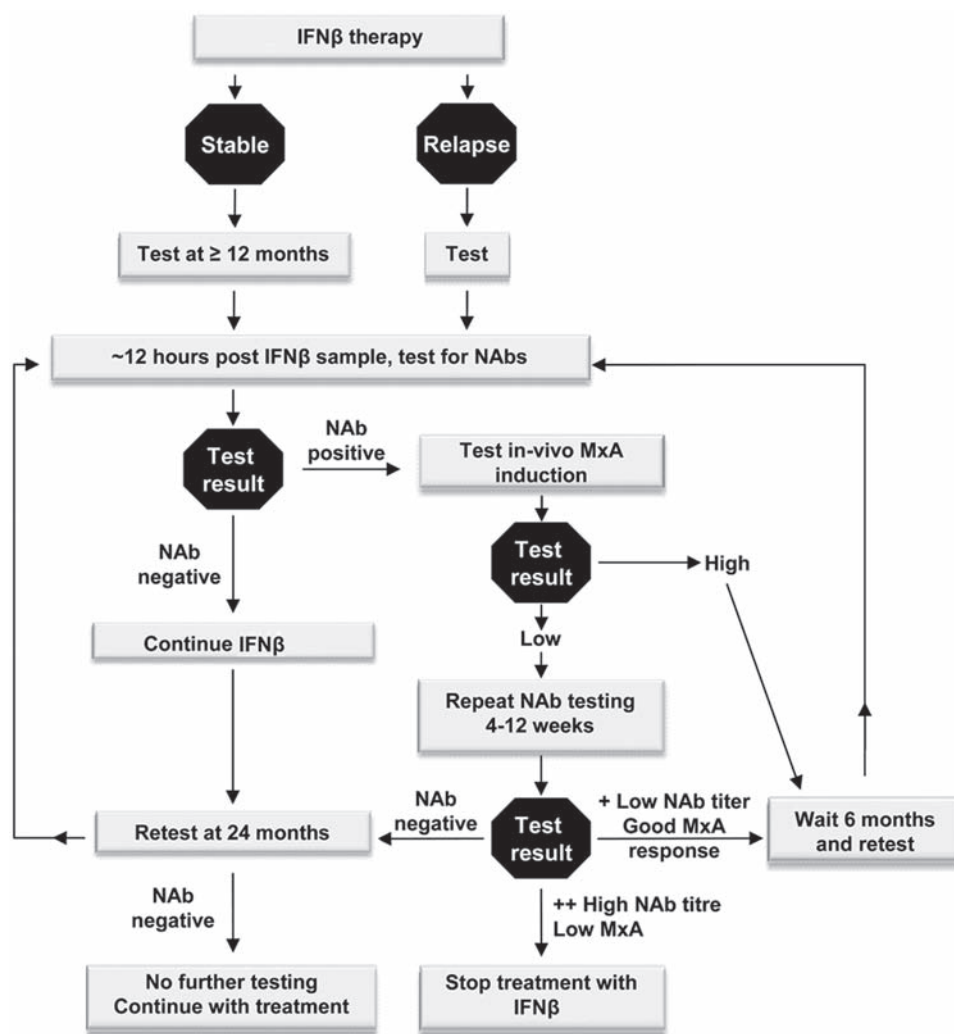 IFNβ therapy
Stable
Relapse
Test at ≥ 12 months
Test
~12 hours post IFNβ sample, test for NAbs
Test
result
NAb
positive
Test in-vivo MxA
induction
NAb
negative
Test
result
High
Low
Continue IFNβ
Repeat NAb testing
4-12 weeks
Retest at 24 months
NAb
negative
Test
result
+ Low NAb titer
Good MxA
response
Wait 6 months
and retest
NAb
negative
++ High NAb titre
Low MxA
No further testing
Continue with treatment
Stop treatment with
IFNβ